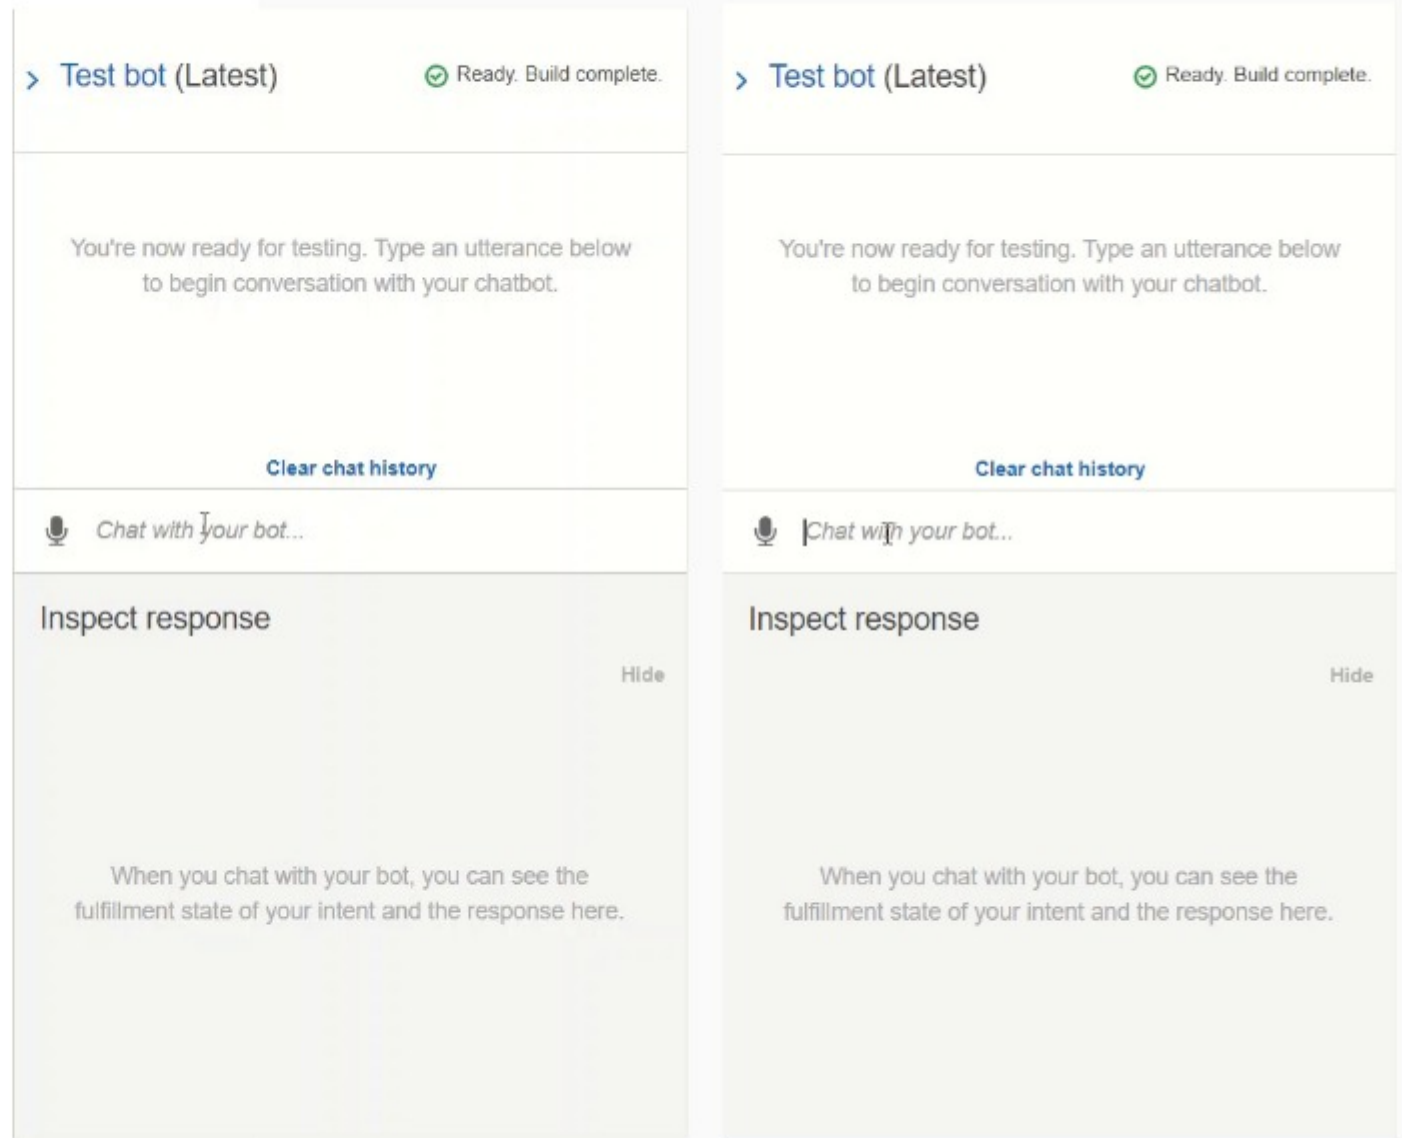 Test bot (Latest)
Ready. Build complete.
You're now ready for testing. Type an utterance below
to begin conversation with your chatbot.
Clear chat history
Chat with your bot...
Inspect response
Hide
When you chat with your bot, you can see the
fulfillment state of your intent and the response here.
Test bot (Latest)
Ready. Build complete.
You're now ready for testing. Type an utterance below
to begin conversation with your chatbot.
Clear chat history
Chat with your bot...
Inspect response
Hide
When you chat with your bot, you can see the
fulfillment state of your intent and the response here.